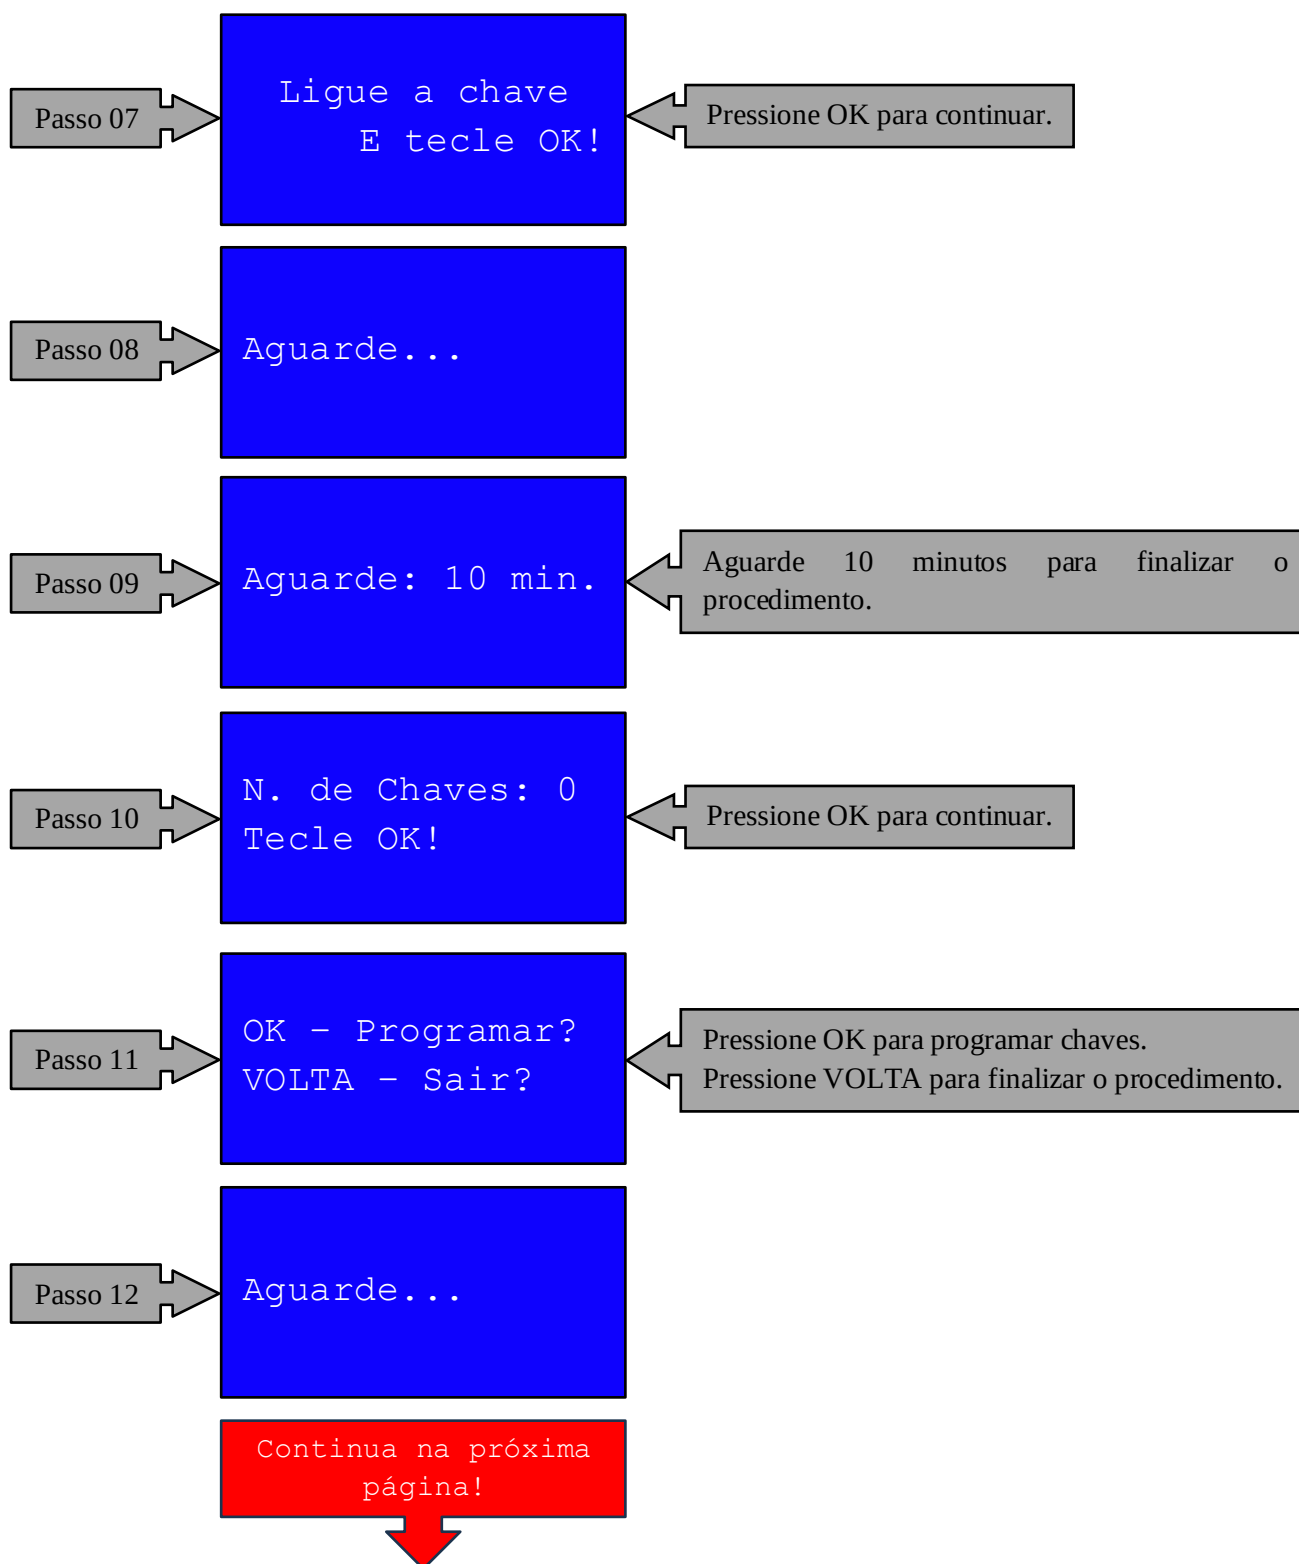 Passo 07
Ligue a chave
E tecle OK!
Pressione OK para continuar.
Passo 08
Aguarde...
Passo 09
Aguarde: 10 min.
Aguarde 10 minutos para finalizar o
procedimento.
Passo 10
N. de Chaves: 0
Tecle OK!
Pressione OK para continuar.
Passo 11
OK – Programar?
VOLTA – Sair?
Pressione OK para programar chaves.
Pressione VOLTA para finalizar o procedimento.
Passo 12
Aguarde...
Continua na próxima
página!